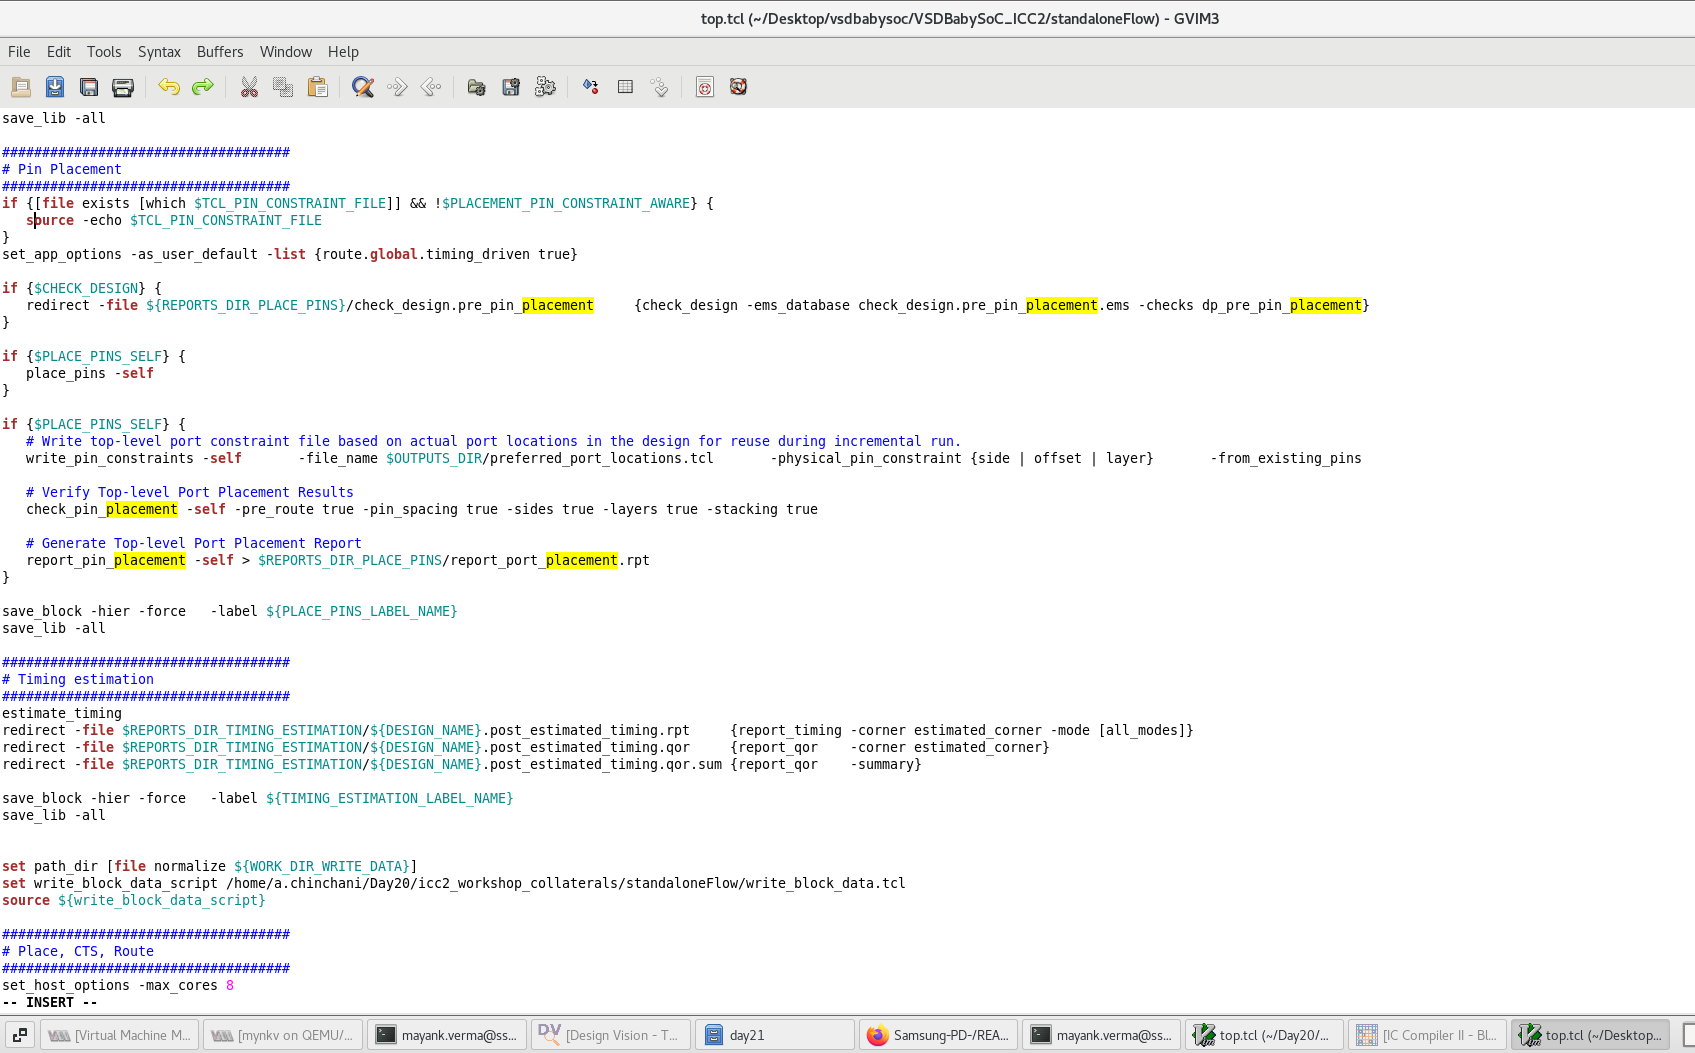 top.tcl (~/Desktop/vsdbabysoc/VSDBabySoC_ICC2/standaloneFlow) - GVIM3
File Edit Tools Syntax Buffers Window Help
save_lib -all
####################################
# Pin Placement
####################################
if {[file exists [which $TCL_PIN_CONSTRAINT_FILE]] && !$PLACEMENT_PIN_CONSTRAINT_AWARE} {
   source -echo $TCL_PIN_CONSTRAINT_FILE
}
set_app_options -as_user_default -list {route.global.timing_driven true}
if {$CHECK_DESIGN} {
   redirect -file ${REPORTS_DIR_PLACE_PINS}/check_design.pre_pin_placement     {check_design -ems_database check_design.pre_pin_placement.ems -checks dp_pre_pin_placement}
}
if {$PLACE_PINS_SELF} {
   place_pins -self
}
if {$PLACE_PINS_SELF} {
   # Write top-level port constraint file based on actual port locations in the design for reuse during incremental run.
   write_pin_constraints -self       -file_name $OUTPUTS_DIR/preferred_port_locations.tcl       -physical_pin_constraint {side | offset | layer}       -from_existing_pins
   # Verify Top-level Port Placement Results
   check_pin_placement -self -pre_route true -pin_spacing true -sides true -layers true -stacking true
   # Generate Top-level Port Placement Report
   report_pin_placement -self > $REPORTS_DIR_PLACE_PINS/report_port_placement.rpt
}
save_block -hier -force   -label ${PLACE_PINS_LABEL_NAME}
save_lib -all
####################################
# Timing estimation
####################################
estimate_timing
redirect -file $REPORTS_DIR_TIMING_ESTIMATION/${DESIGN_NAME}.post_estimated_timing.rpt     {report_timing -corner estimated_corner -mode [all_modes]}
redirect -file $REPORTS_DIR_TIMING_ESTIMATION/${DESIGN_NAME}.post_estimated_timing.qor     {report_qor    -corner estimated_corner}
redirect -file $REPORTS_DIR_TIMING_ESTIMATION/${DESIGN_NAME}.post_estimated_timing.qor.sum {report_qor    -summary}
save_block -hier -force   -label ${TIMING_ESTIMATION_LABEL_NAME}
save_lib -all
set path_dir [file normalize ${WORK_DIR_WRITE_DATA}]
set write_block_data_script /home/a.chinchani/Day20/icc2_workshop_collaterals/standaloneFlow/write_block_data.tcl
source ${write_block_data_script}
####################################
# Place, CTS, Route
####################################
set_host_options -max_cores 8
-- INSERT --
[Virtual Machine M... [mynkv on QEMU/... mayank.verma@ss... DV [Design Vision - T... day21 Samsung-PD-/REA... mayank.verma@ss... top.tcl (~/Day20/... [IC Compiler II - Bl... top.tcl (~/Desktop...